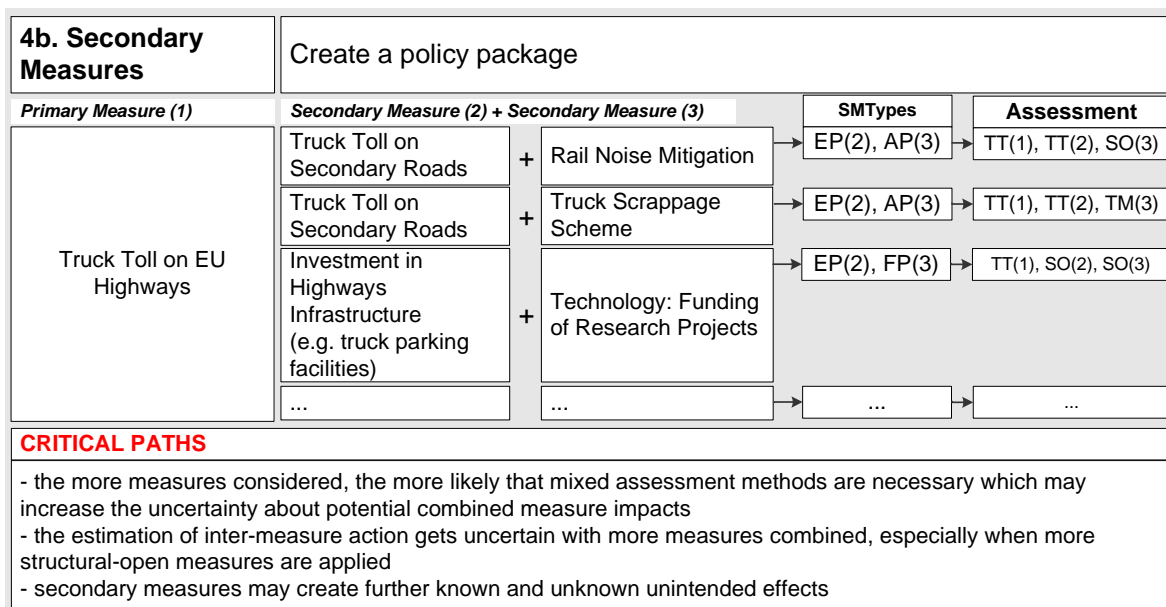 4b. Secondary
Measures
Create a policy package
Primary Measure (1)
Secondary Measure (2) + Secondary Measure (3)
SMTypes
Assessment
Truck Toll on EU
Highways
Truck Toll on
Secondary Roads
+
Rail Noise Mitigation
EP(2), AP(3)
TT(1), TT(2), SO(3)
Truck Toll on
Secondary Roads
+
Truck Scrappage
Scheme
EP(2), AP(3)
TT(1), TT(2), TM(3)
Investment in
Highways
Infrastructure
(e.g. truck parking
facilities)
+
Technology: Funding
of Research Projects
EP(2), FP(3)
TT(1), SO(2), SO(3)
...
...
...
...
CRITICAL PATHS
- the more measures considered, the more likely that mixed assessment methods are necessary which may
increase the uncertainty about potential combined measure impacts
- the estimation of inter-measure action gets uncertain with more measures combined, especially when more
structural-open measures are applied
- secondary measures may create further known and unknown unintended effects